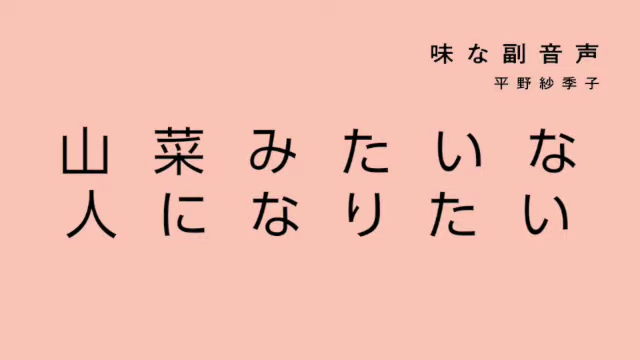 味な副音声
平野紗季子
山菜みたいな
人になりたい